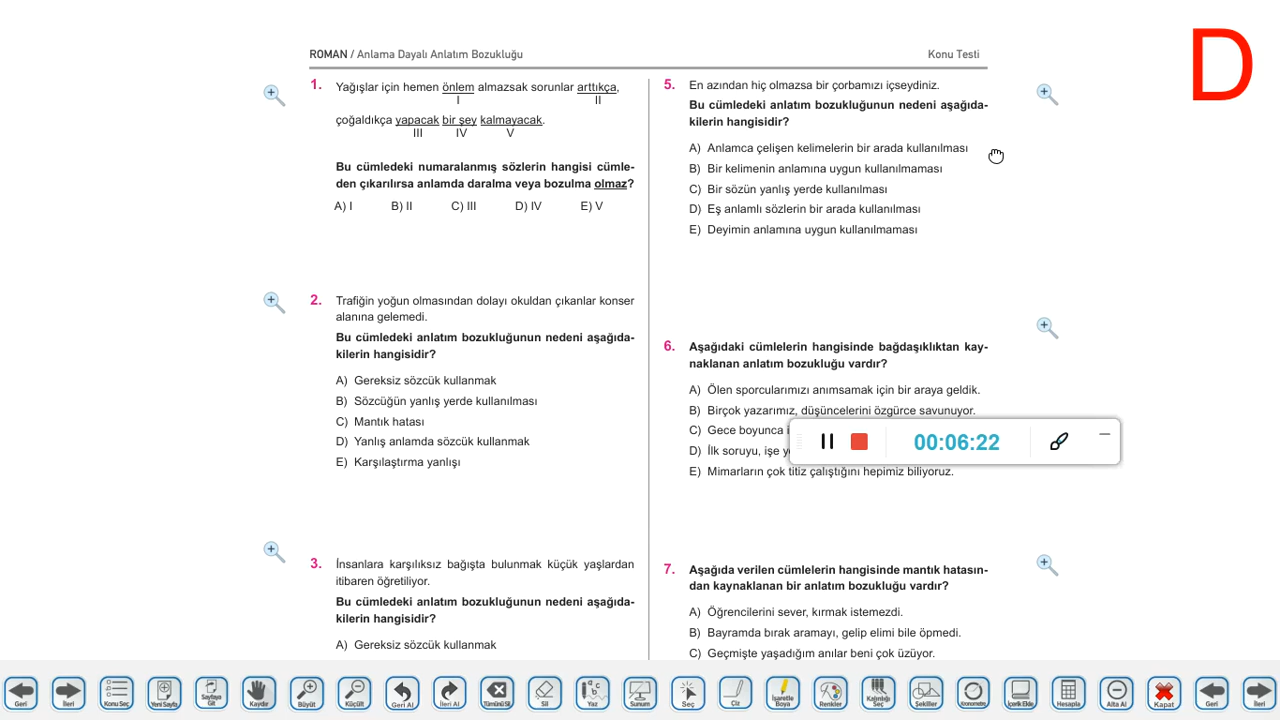 D
ROMAN / Anlama Dayalı Anlatım Bozukluğu
Konu Testi
1. Yağışlar için hemen önlem almazsak sorunlar arttıkça,
I II
çoğaldıkça yapacak bir şey kalmayacak.
III IV V
Bu cümledeki numaralanmış sözlerin hangisi cümle-
den çıkarılırsa anlamda daralma veya bozulma olmaz?
A) I B) II C) III D) IV E) V
2. Trafiğin yoğun olmasından dolayı okuldan çıkanlar konser
alanına gelemedi.
Bu cümledeki anlatım bozukluğunun nedeni aşağıda-
kilerin hangisidir?
A) Gereksiz sözcük kullanmak
B) Sözcüğün yanlış yerde kullanılması
C) Mantık hatası
D) Yanlış anlamda sözcük kullanmak
E) Karşılaştırma yanlışı
3. İnsanlara karşılıksız bağışta bulunmak küçük yaşlardan
itibaren öğretiliyor.
Bu cümledeki anlatım bozukluğunun nedeni aşağıda-
kilerin hangisidir?
A) Gereksiz sözcük kullanmak
5. En azından hiç olmazsa bir çorbamızı içseydiniz.
Bu cümledeki anlatım bozukluğunun nedeni aşağıda-
kilerin hangisidir?
A) Anlamca çelişen kelimelerin bir arada kullanılması
B) Bir kelimenin anlamına uygun kullanılmaması
C) Bir sözün yanlış yerde kullanılması
D) Eş anlamlı sözlerin bir arada kullanılması
E) Deyimin anlamına uygun kullanılmaması
6. Aşağıdaki cümlelerin hangisinde bağdaşıklıktan kay-
naklanan anlatım bozukluğu vardır?
A) Ölen sporcularımızı anımsamak için bir araya geldik.
B) Birçok yazarımız, düşüncelerini özgürce savunuyor.
C) Gece boyunca
D) İlk soruyu, işe
E) Mimarların çok titiz çalıştığını hepimiz biliyoruz.
00:06:22
7. Aşağıda verilen cümlelerin hangisinde mantık hatasın-
dan kaynaklanan bir anlatım bozukluğu vardır?
A) Öğrencilerini sever, kırmak istemezdi.
B) Bayramda bırak aramayı, gelip elimi bile öpmedi.
C) Geçmişte yaşadığım anılar beni çok üzüyor.
Geri İleri Konu Seç Yeni Sayfa Sayfaya Git Kaydır Büyüt Küçült Geri Al İleri Al Tümünü Sil Sil Yaz Sunum Seç Çiz İşaretle Boya Renkler Kalınlığı Seç Şekiller Kronometre İçerik Ekle Hesapla Alta Al Kapat Geri İleri